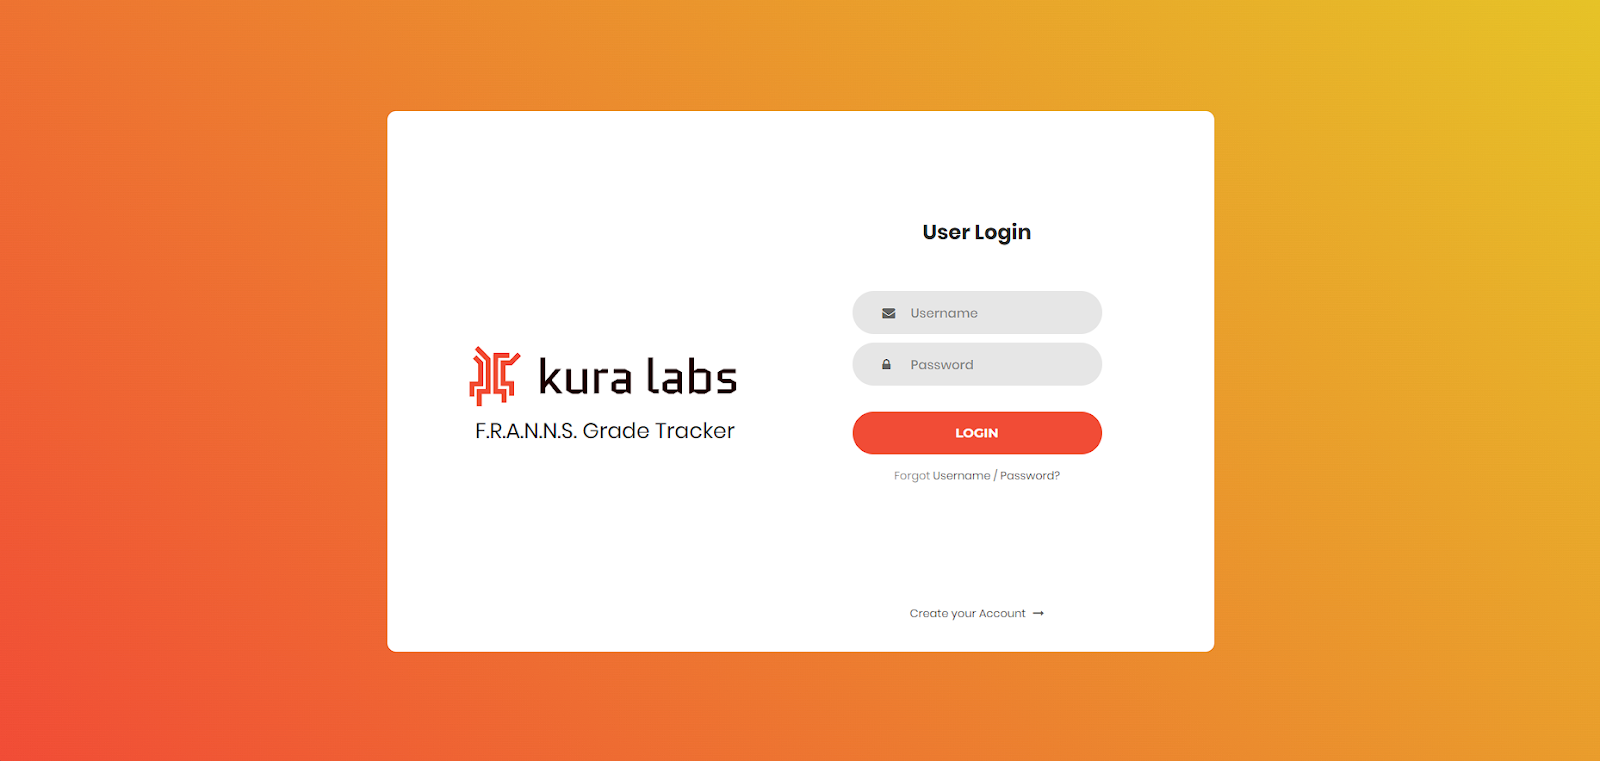 kura labs
F.R.A.N.N.S. Grade Tracker
User Login
Username
Password
LOGIN
Forgot Username / Password?
Create your Account →